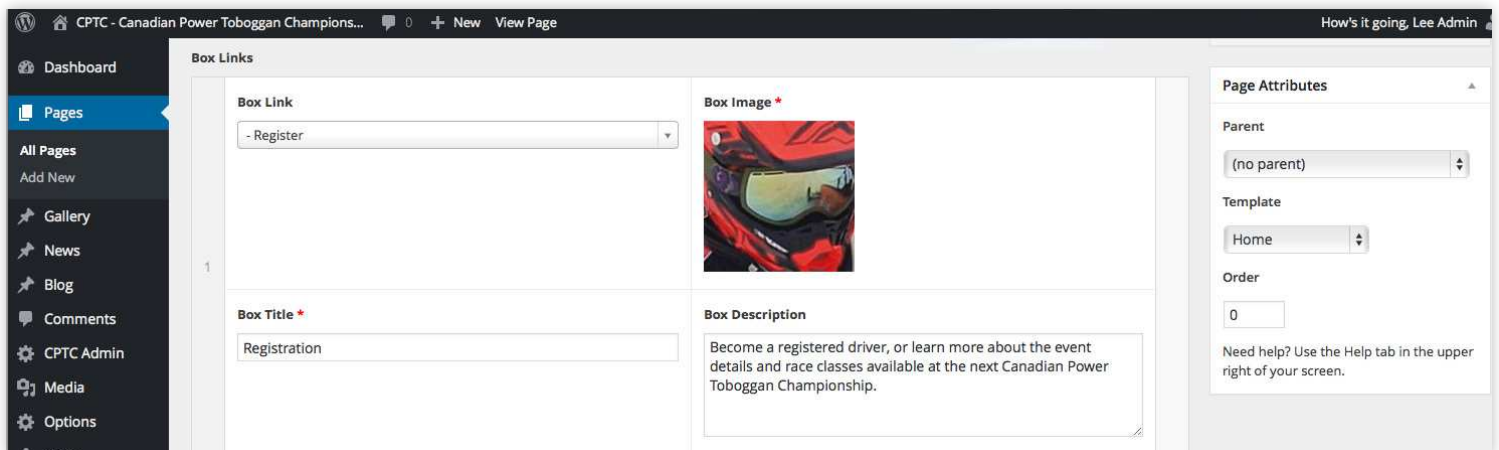 CPTC - Canadian Power Toboggan Champions... 0 + New View Page How's it going, Lee Admin
Dashboard
Pages
All Pages
Add New
Gallery
News
Blog
Comments
CPTC Admin
Media
Options
Box Links
1
Box Link
- Register
Box Image *
Box Title *
Registration
Box Description
Become a registered driver, or learn more about the event
details and race classes available at the next Canadian Power
Toboggan Championship.
Page Attributes
Parent
(no parent)
Template
Home
Order
0
Need help? Use the Help tab in the upper
right of your screen.